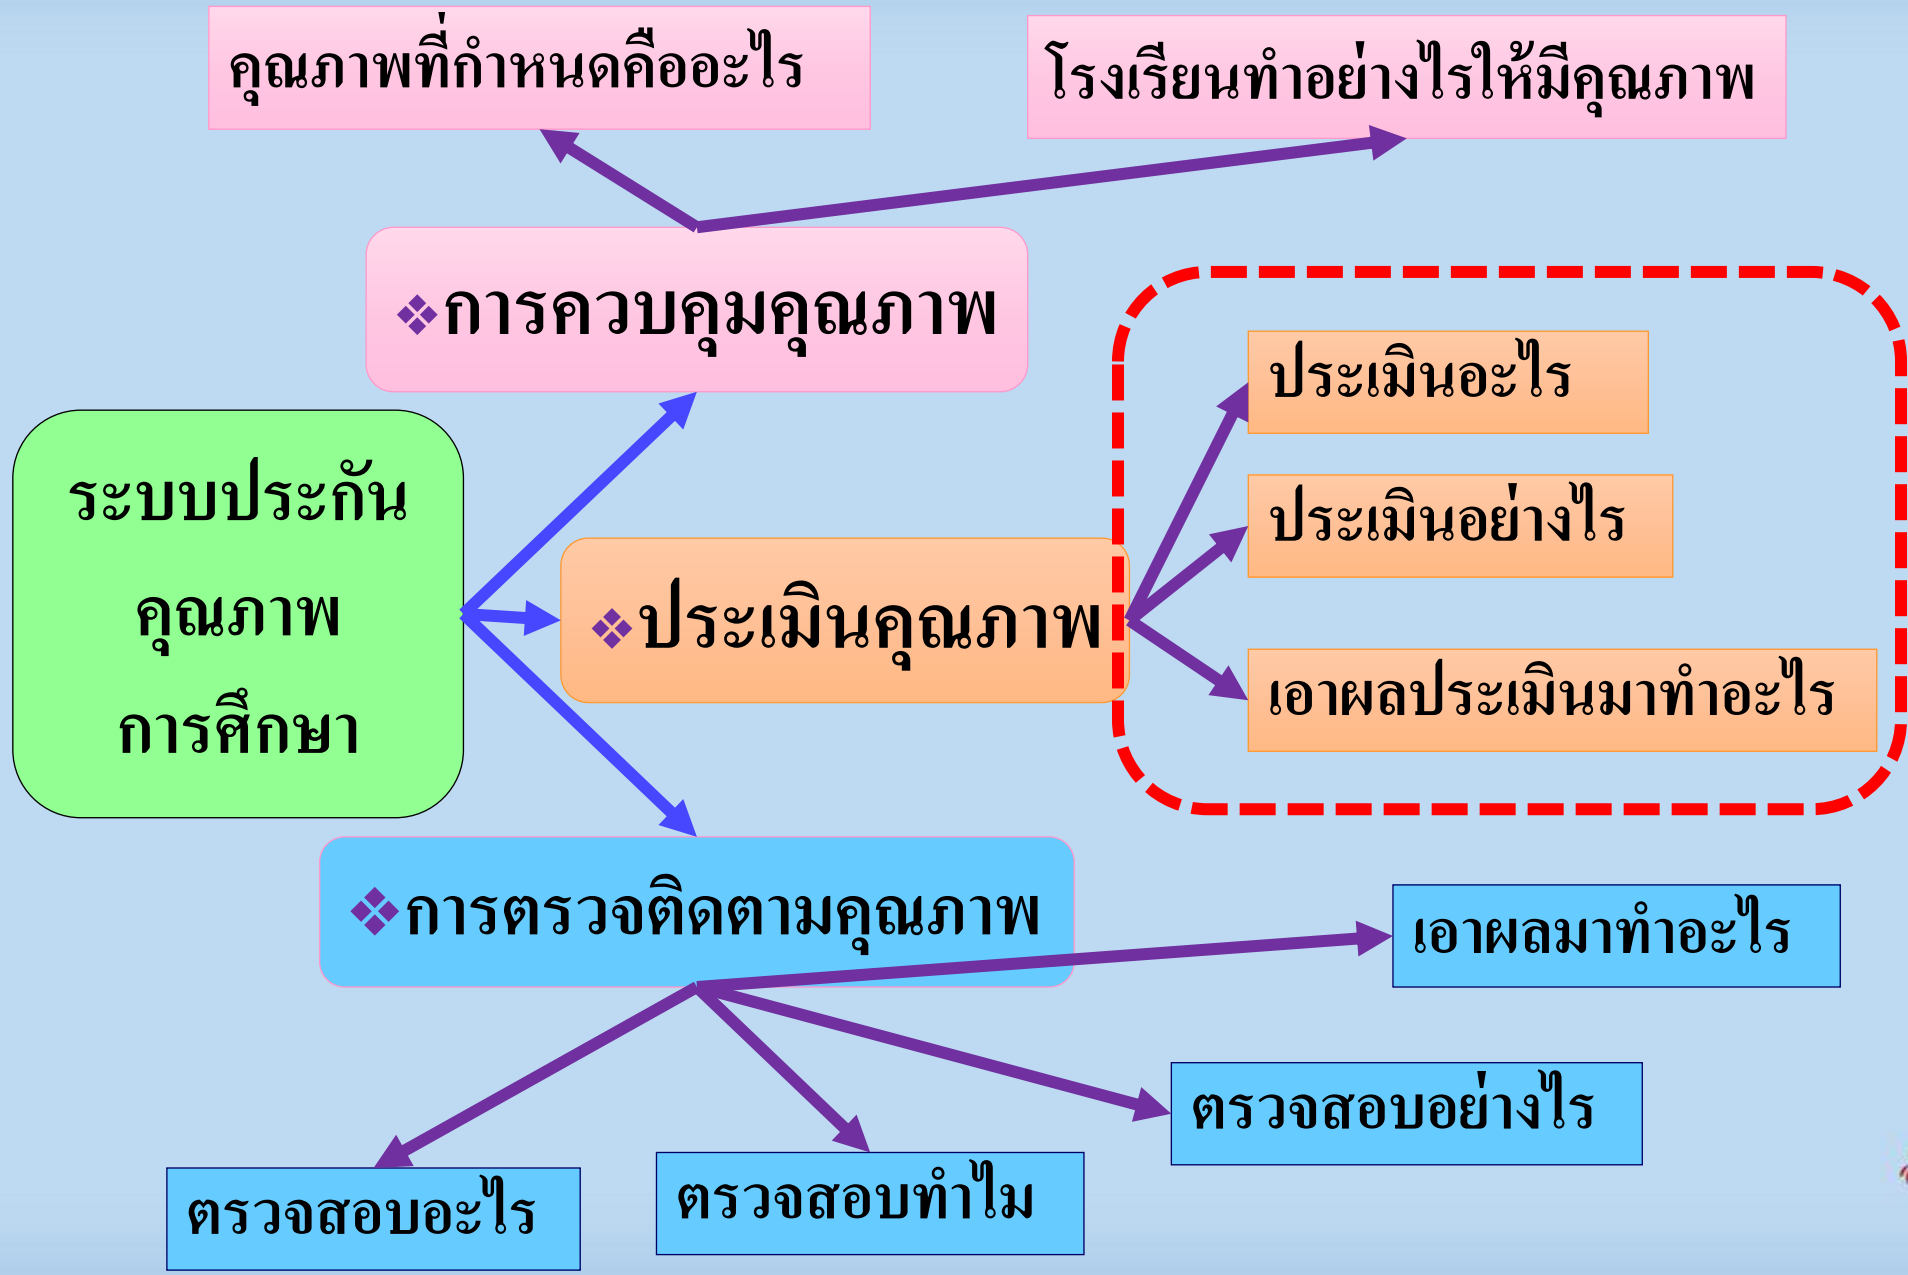 คุณภาพที่กำหนดคืออะไร
โรงเรียนทำอย่างไรให้มีคุณภาพ
❖การควบคุมคุณภาพ
ระบบประกัน
คุณภาพ
การศึกษา
❖ประเมินคุณภาพ
ประเมินอะไร
ประเมินอย่างไร
เอาผลประเมินมาทำอะไร
❖การตรวจติดตามคุณภาพ
เอาผลมาทำอะไร
ตรวจสอบอย่างไร
ตรวจสอบทำไม
ตรวจสอบอะไร